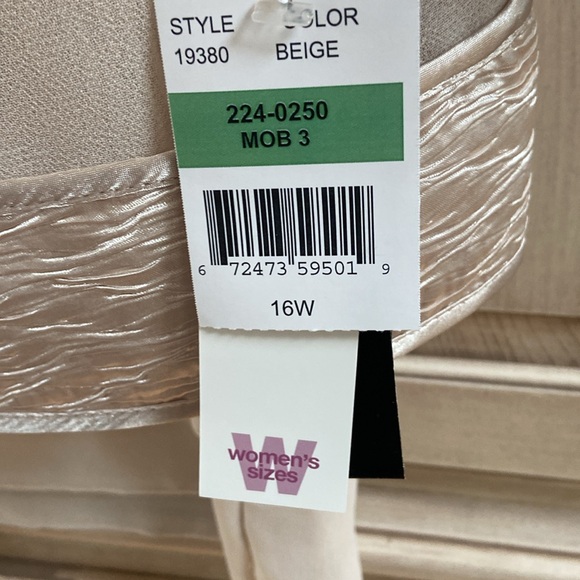 STYLE COLOR
19380 BEIGE
224-0250
MOB 3
6 72473 59501 9
16W
women's
sizes
W